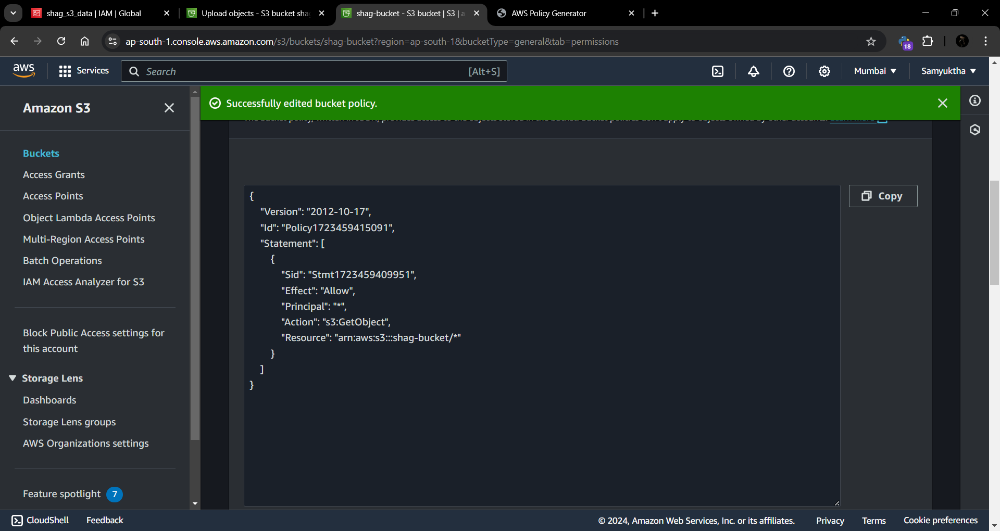 shag_s3_data | IAM | Global
Upload objects - S3 bucket sha
shag-bucket - S3 bucket | S3 | a
AWS Policy Generator
ap-south-1.console.aws.amazon.com/s3/buckets/shag-bucket?region=ap-south-1&bucketType=general&tab=permissions
18
aws
Services
Search
[Alt+S]
Mumbai
Samyuktha
Amazon S3
Successfully edited bucket policy.
Buckets
Access Grants
Access Points
Object Lambda Access Points
Multi-Region Access Points
Batch Operations
IAM Access Analyzer for S3
Block Public Access settings for
this account
Storage Lens
Dashboards
Storage Lens groups
AWS Organizations settings
Feature spotlight 7
Copy
{
"Version": "2012-10-17",
"Id": "Policy1723459415091",
"Statement": [
{
"Sid": "Stmt1723459409951",
"Effect": "Allow",
"Principal": "*",
"Action": "s3:GetObject",
"Resource": "arn:aws:s3:::shag-bucket/*"
}
]
}
CloudShell
Feedback
© 2024, Amazon Web Services, Inc. or its affiliates.
Privacy
Terms
Cookie preferences